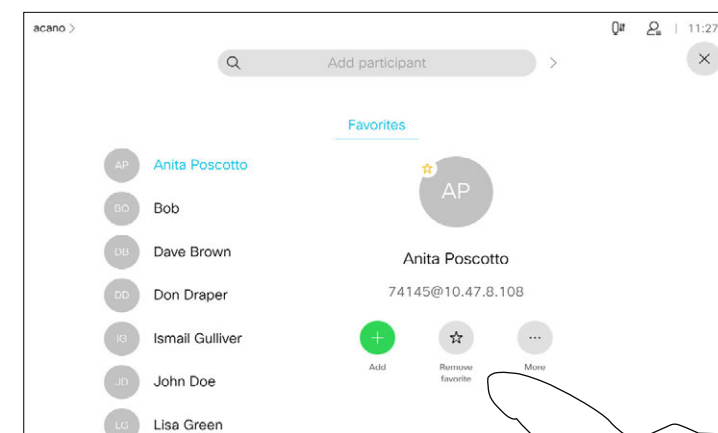 acano >
11:27
Add participant >
Favorites
AP Anita Poscotto
BO Bob
DB Dave Brown
DD Don Draper
IG Ismail Gulliver
JD John Doe
LG Lisa Green
AP
Anita Poscotto
74145@10.47.8.108
Add
Remove
favorite
More